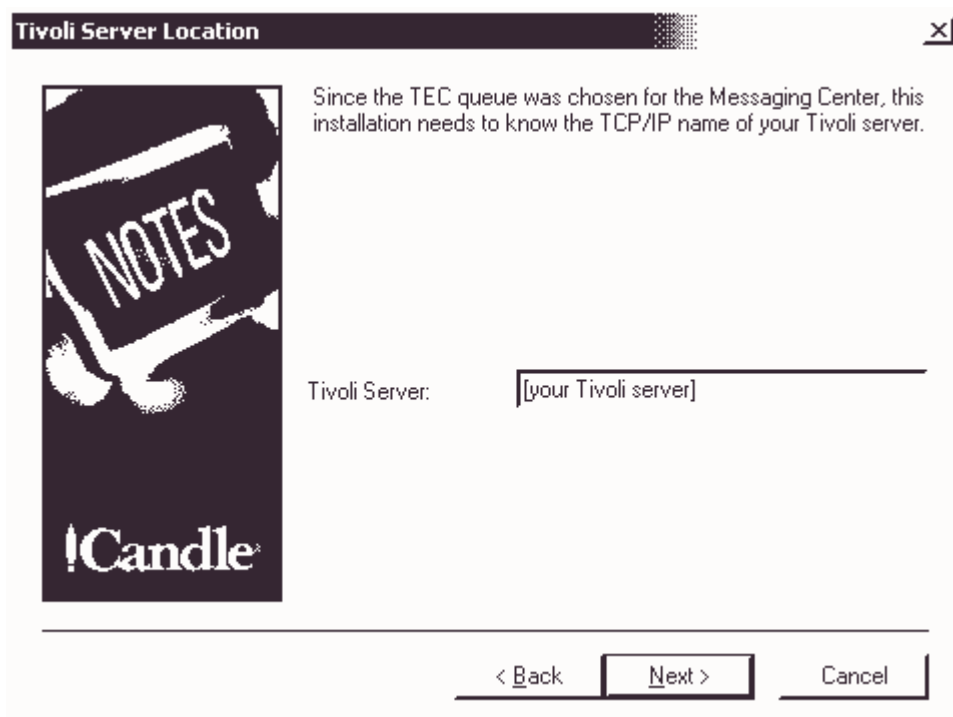 Tivoli Server Location
Since the TEC queue was chosen for the Messaging Center, this
installation needs to know the TCP/IP name of your Tivoli server.
NOTES
Tivoli Server: [your Tivoli server]
!Candle
< Back Next > Cancel